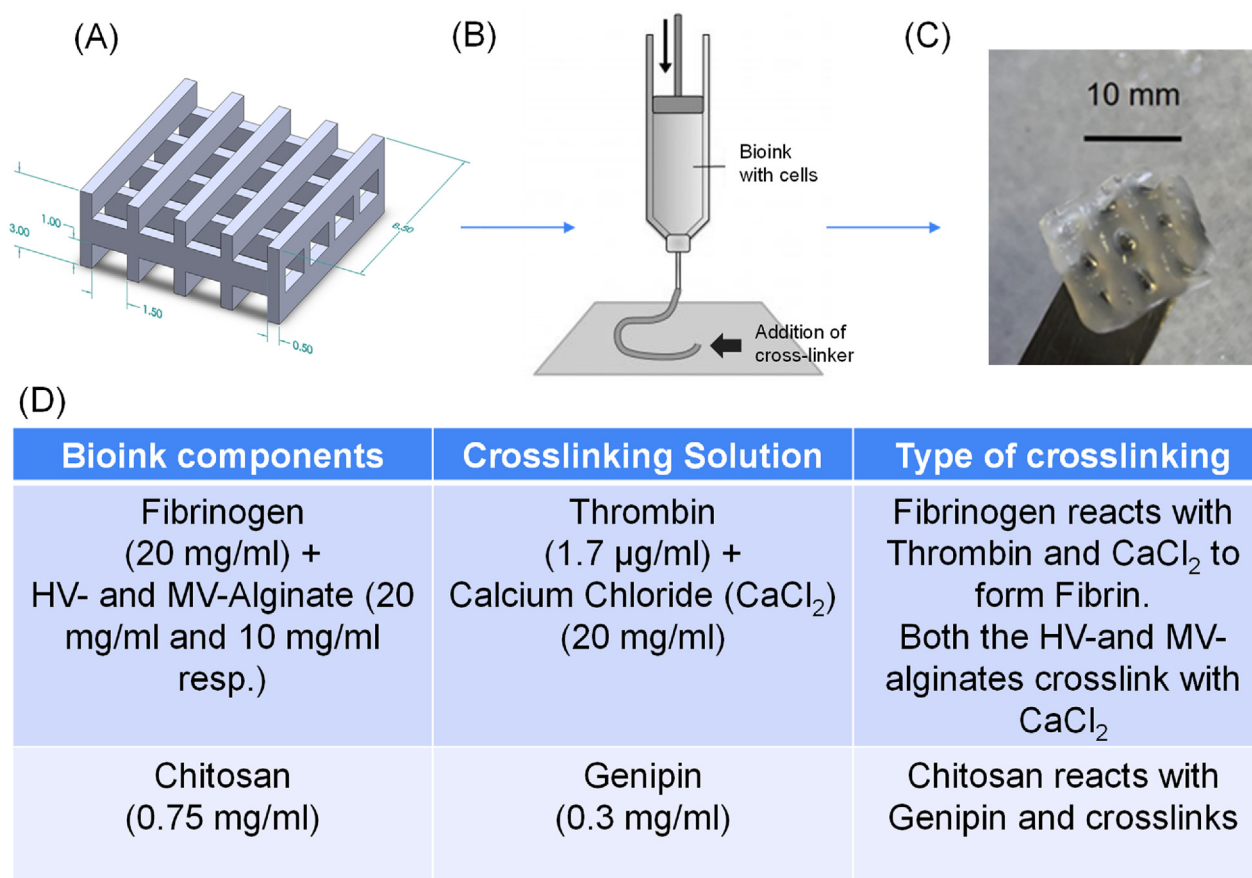 (A)
(B)
(C)
3.00
1.00
1.50
0.50
8.50
Bioink
with cells
Addition of
cross-linker
10 mm
(D)
Bioink components
Crosslinking Solution
Type of crosslinking
Fibrinogen
(20 mg/ml) +
HV- and MV-Alginate (20
mg/ml and 10 mg/ml
resp.)
Thrombin
(1.7 µg/ml) +
Calcium Chloride (CaCl₂)
(20 mg/ml)
Fibrinogen reacts with
Thrombin and CaCl₂ to
form Fibrin.
Both the HV-and MV-
alginates crosslink with
CaCl₂
Chitosan
(0.75 mg/ml)
Genipin
(0.3 mg/ml)
Chitosan reacts with
Genipin and crosslinks